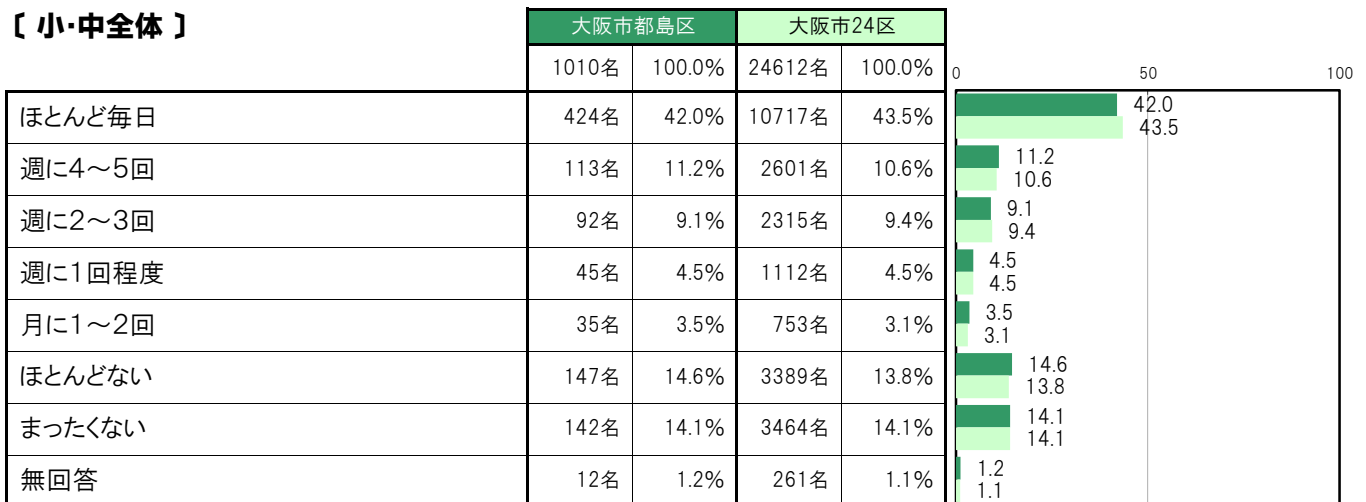 〔 小・中全体 〕
大阪市都島区 大阪市24区
1010名 100.0% 24612名 100.0% 0 50 100
ほとんど毎日 424名 42.0% 10717名 43.5% 42.0
43.5
週に4～5回 113名 11.2% 2601名 10.6% 11.2
10.6
週に2～3回 92名 9.1% 2315名 9.4% 9.1
9.4
週に1回程度 45名 4.5% 1112名 4.5% 4.5
4.5
月に1～2回 35名 3.5% 753名 3.1% 3.5
3.1
ほとんどない 147名 14.6% 3389名 13.8% 14.6
13.8
まったくない 142名 14.1% 3464名 14.1% 14.1
14.1
無回答 12名 1.2% 261名 1.1% 1.2
1.1